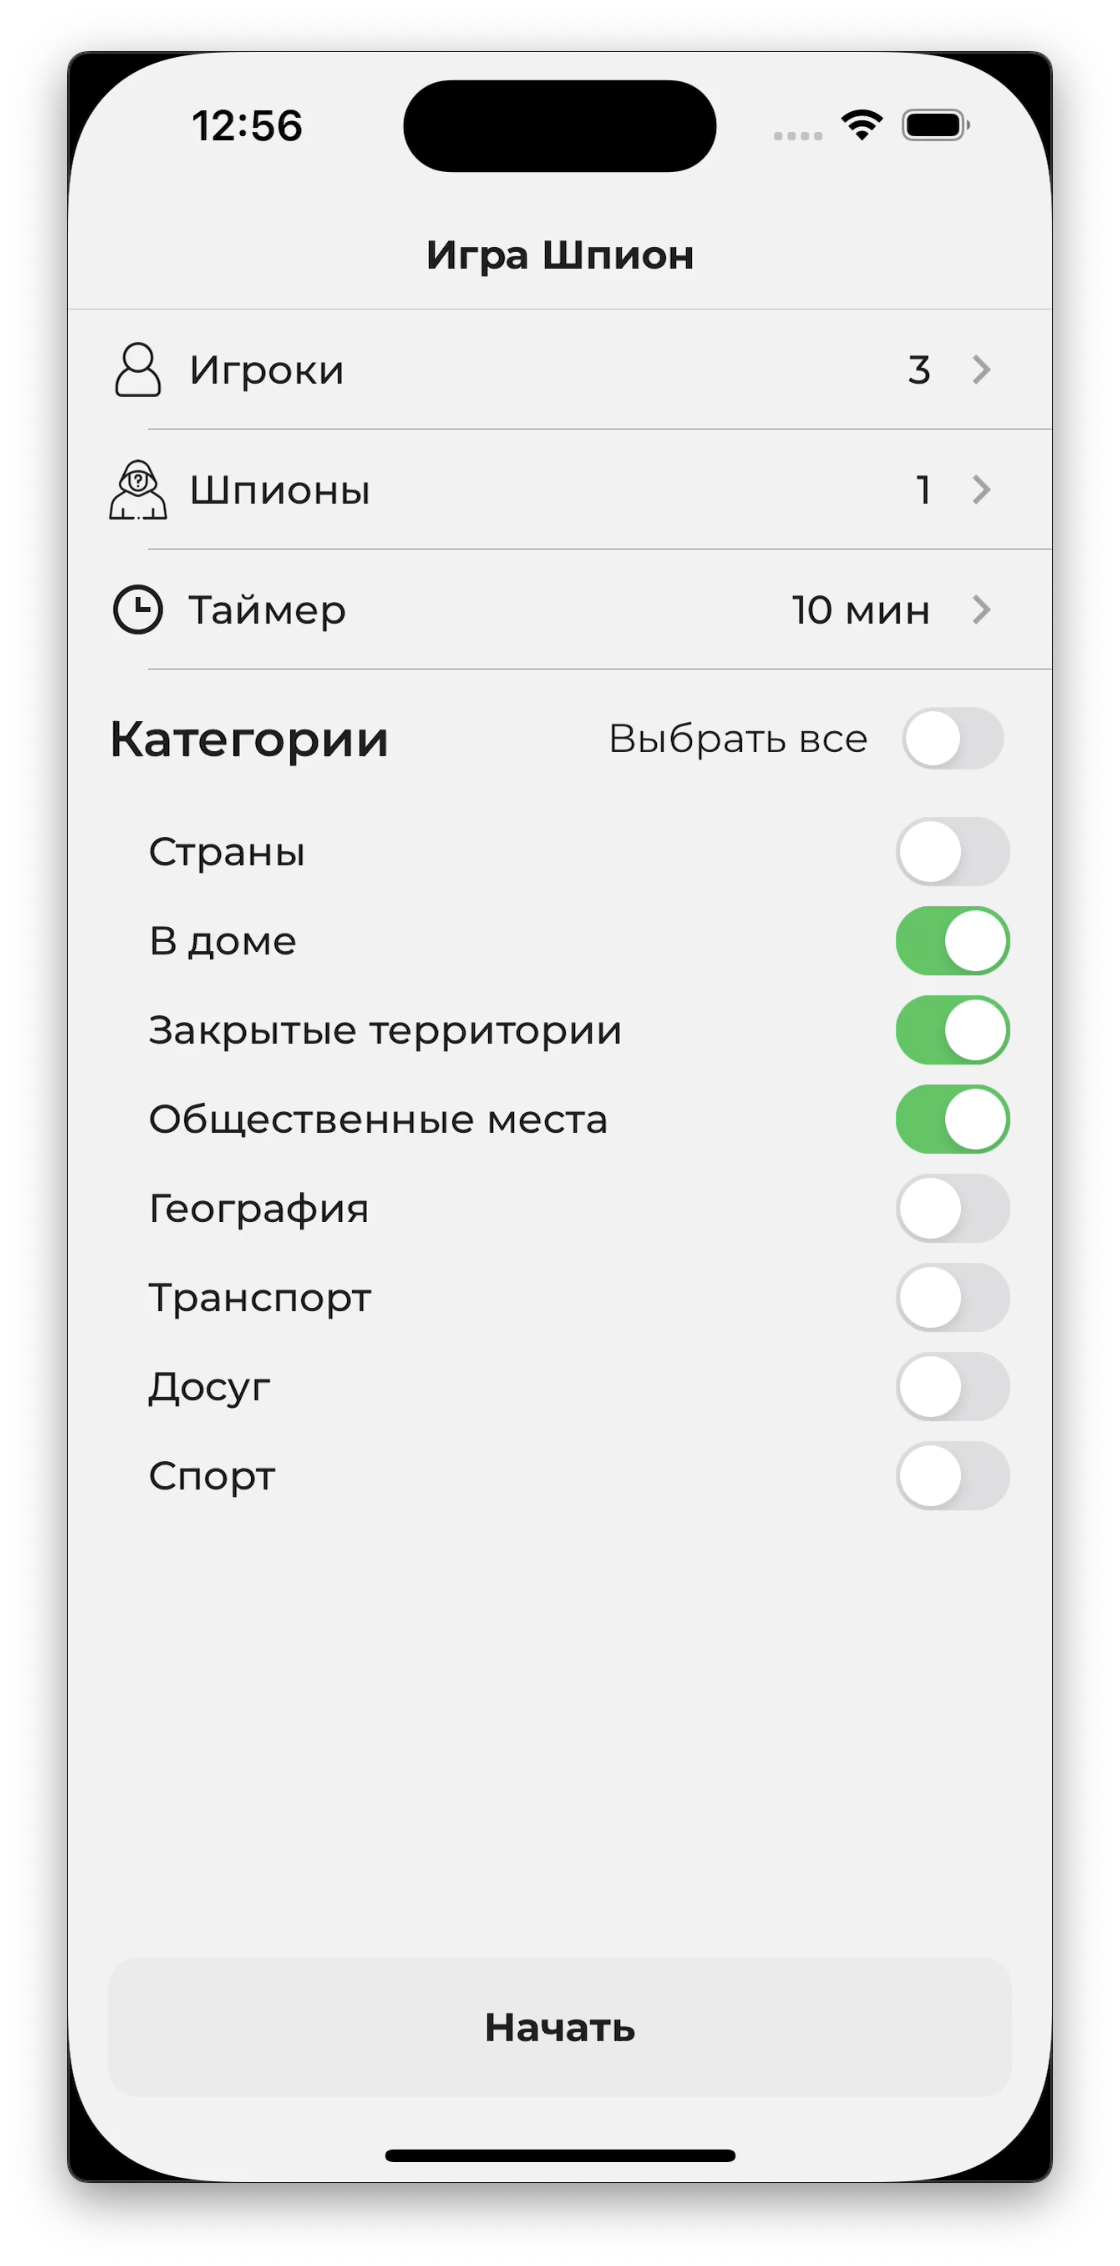 12:56
Игра Шпион
Игроки 3
Шпионы 1
Таймер 10 мин
Категории Выбрать все
Страны
В доме
Закрытые территории
Общественные места
География
Транспорт
Досуг
Спорт
Начать